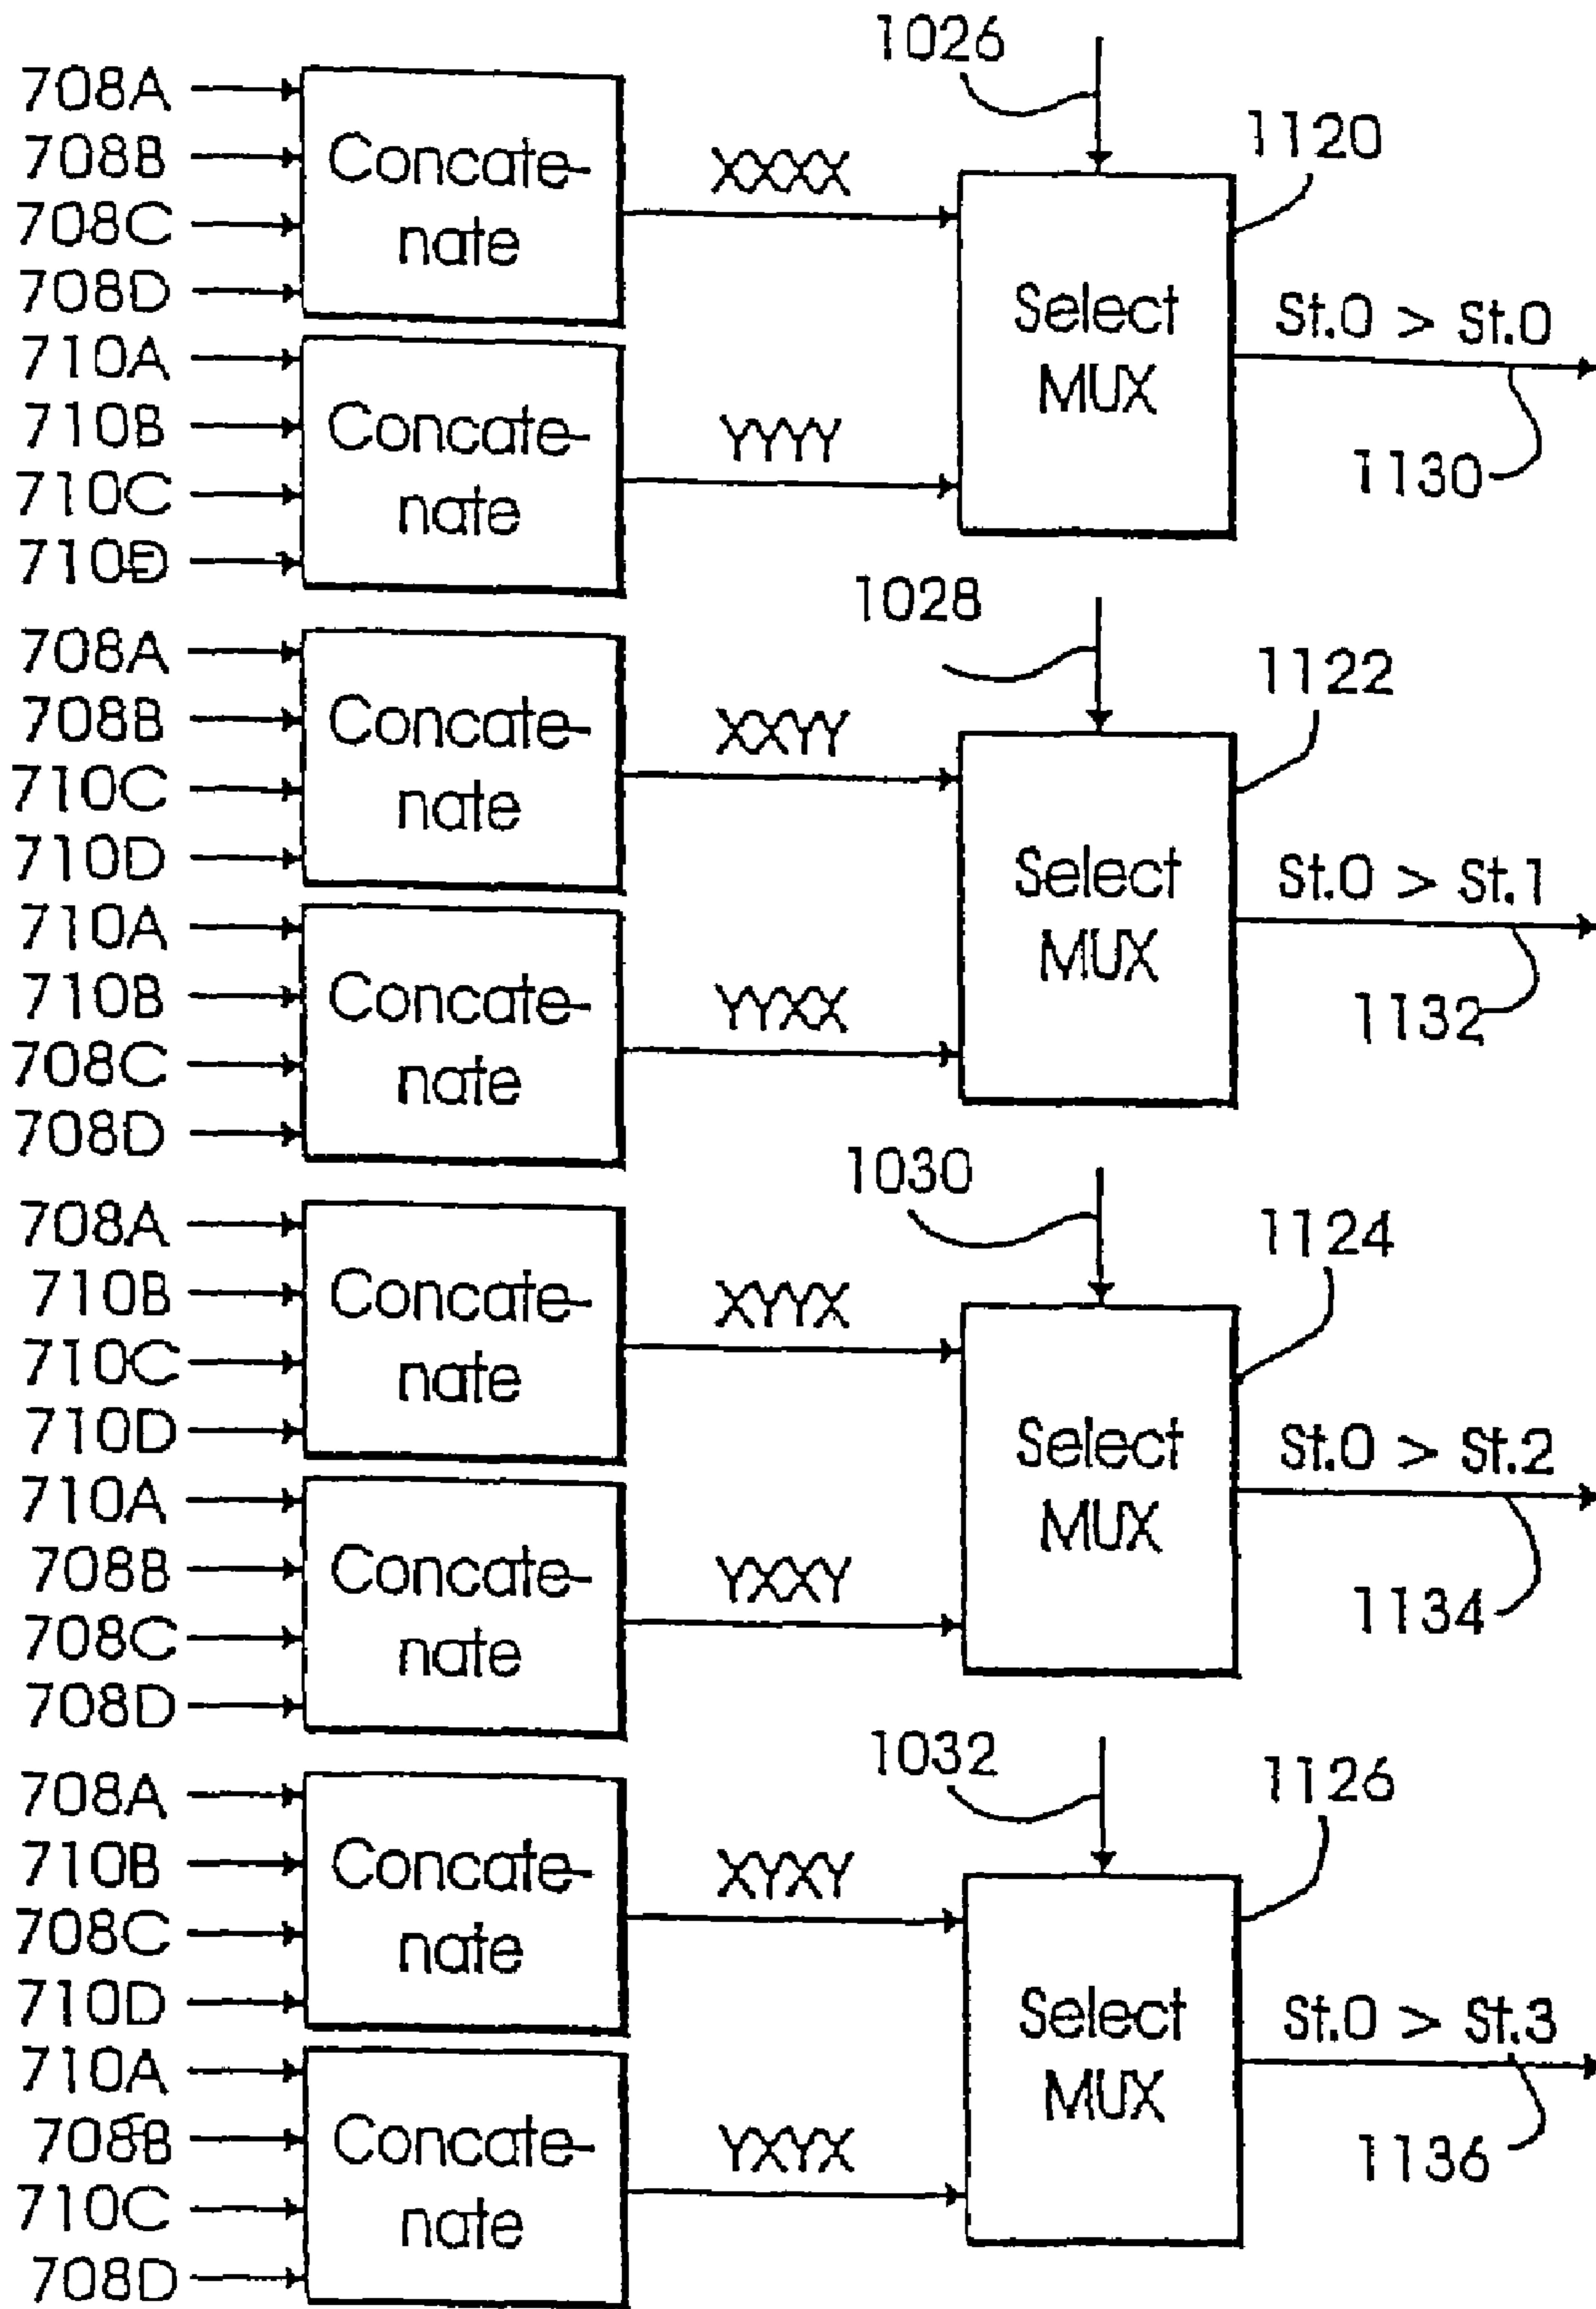 1026
708A
708B
708C
708D
Concate-
nate
XXXX
1120
Select
MUX
St.0 > St.0
1130
710A
710B
710C
710D
Concate-
nate
YYYY
1028
708A
708B
710C
710D
Concate-
nate
XXYY
1122
Select
MUX
St.0 > St.1
1132
710A
710B
708C
708D
Concate-
nate
YYXX
1030
708A
710B
710C
710D
Concate-
nate
XYYX
1124
Select
MUX
St.0 > St.2
1134
710A
708B
708C
708D
Concate-
nate
YXXY
1032
708A
710B
708C
710D
Concate-
nate
XYXY
1126
Select
MUX
St.0 > St.3
1136
710A
708B
710C
708D
Concate-
nate
YXYX